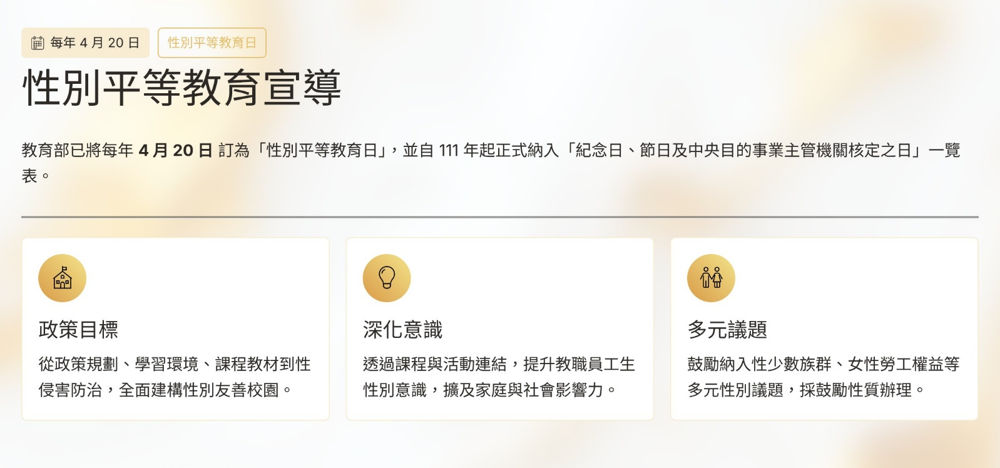 每年 4 月 20 日
性別平等教育日
性別平等教育宣導
教育部已將每年 4 月 20 日 訂為「性別平等教育日」，並自 111 年起正式納入「紀念日、節日及中央目的事業主管機關核定之日」一覽
表。
政策目標
從政策規劃、學習環境、課程教材到性
侵害防治，全面建構性別友善校園。
深化意識
透過課程與活動連結，提升教職員工生
性別意識，擴及家庭與社會影響力。
多元議題
鼓勵納入性少數族群、女性勞工權益等
多元性別議題，採鼓勵性質辦理。